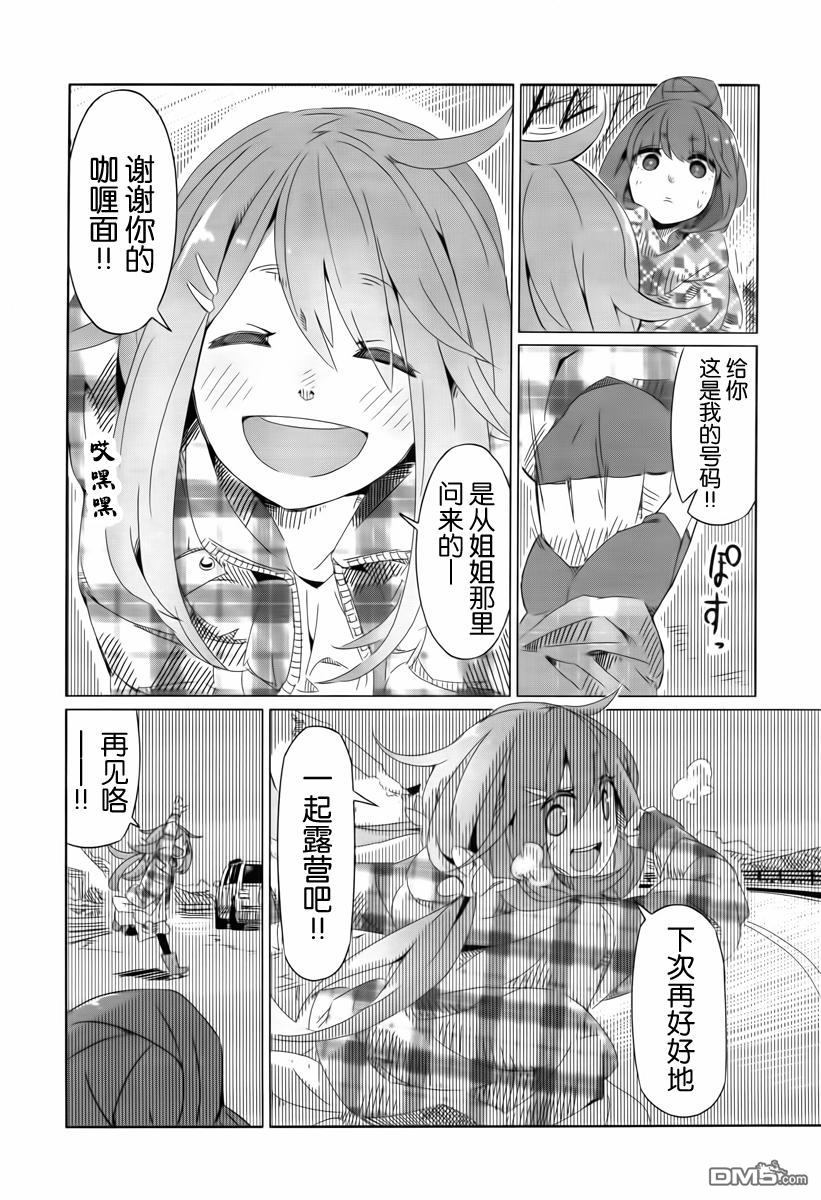 给你
这是我的号码!!
ぽすっ
是从姐姐那里
问来的—
谢谢你的
咖喱面!!
哎嘿嘿
下次再好好地
一起露营吧!!
再见咯
——!!
DM5.com